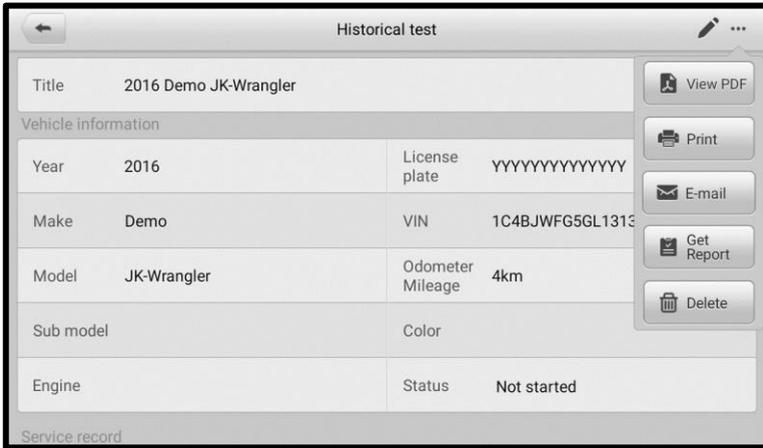 Historical test
Title 2016 Demo JK-Wrangler
View PDF
Vehicle information
Print
Year 2016 License plate YYYYYYYYYYYYYY
E-mail
Make Demo VIN 1C4BJWFG5GL1313
Get Report
Model JK-Wrangler Odometer Mileage 4km
Delete
Sub model Color
Engine Status Not started
Service record